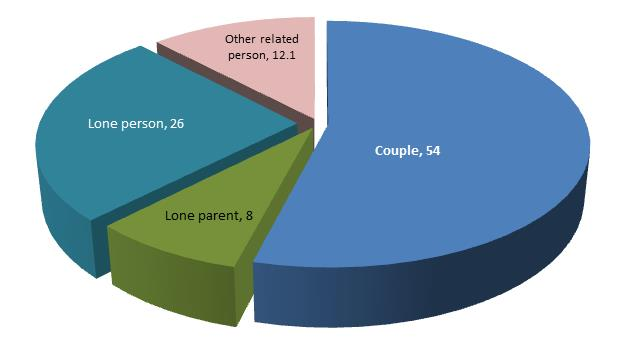 Other related
person, 12.1
Lone person, 26
Couple, 54
Lone parent, 8